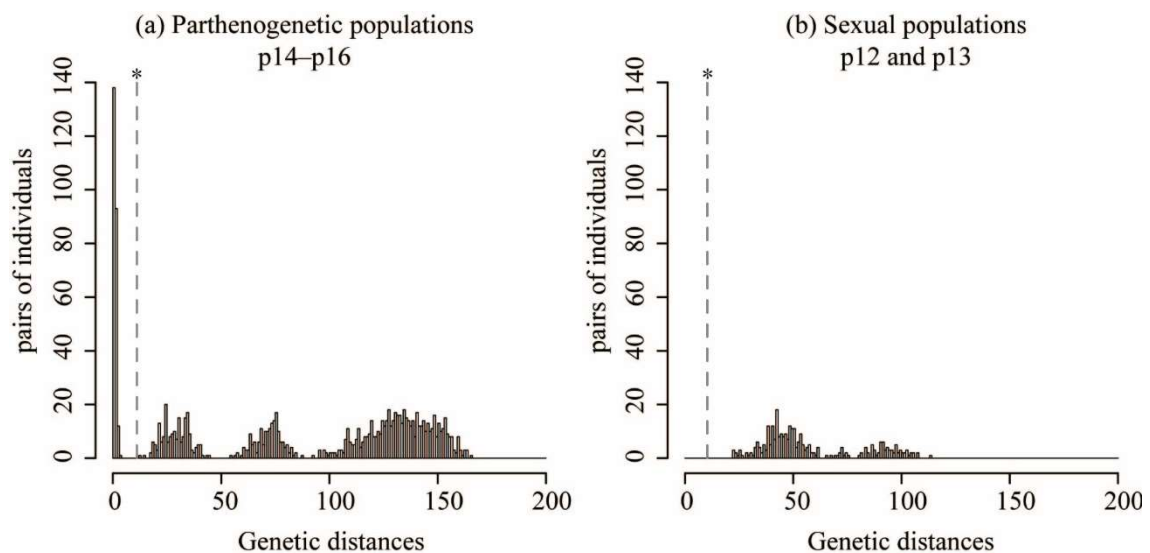 (a) Parthenogenetic populations
p14–p16
*
140
120
100
80
60
40
20
0
pairs of individuals
0 50 100 150 200
Genetic distances
(b) Sexual populations
p12 and p13
*
140
120
100
80
60
40
20
0
pairs of individuals
0 50 100 150 200
Genetic distances